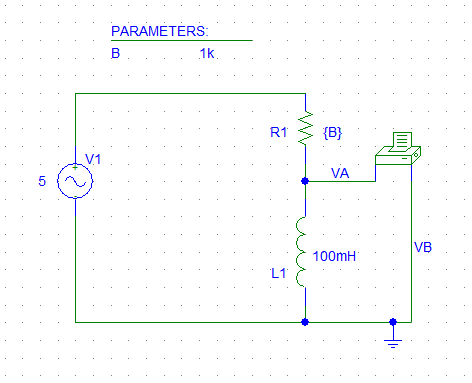 PARAMETERS:
B 1k
R1 {B}
V1
5
VA
VB
100mH
L1